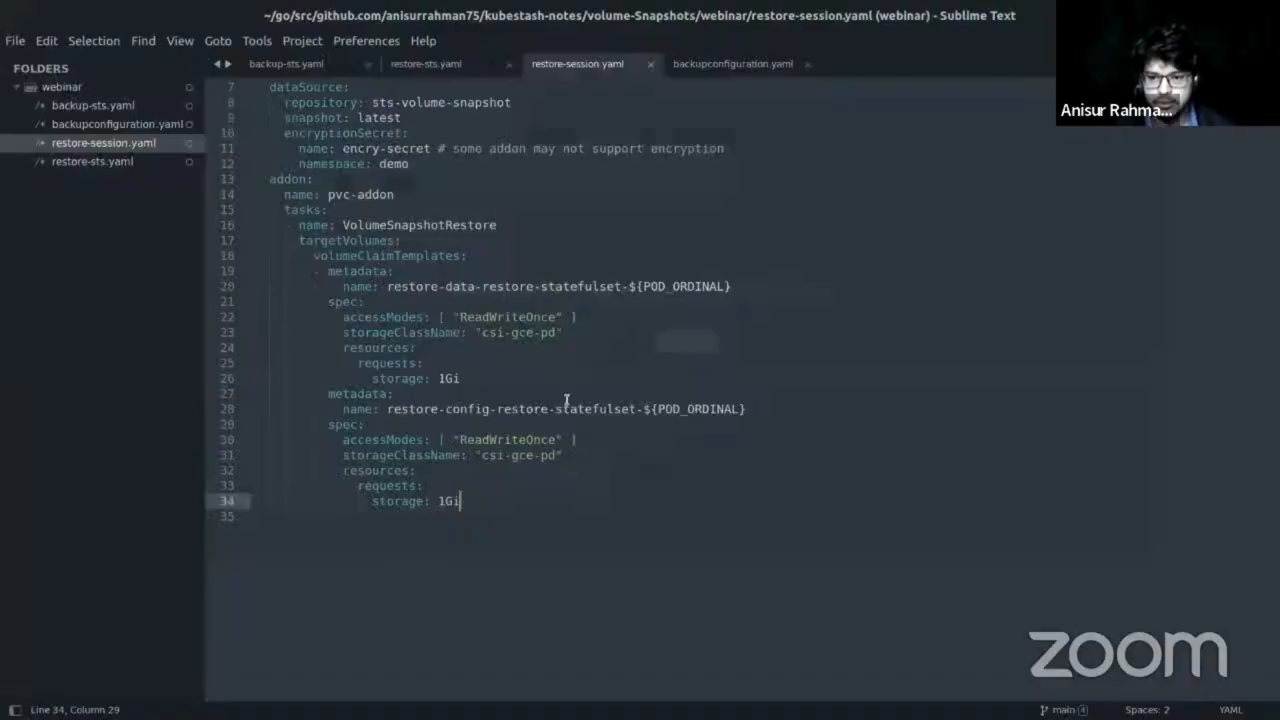 ~/go/src/github.com/anisurrahman75/kubestash-notes/volume-Snapshots/webinar/restore-session.yaml (webinar) - Sublime Text
File Edit Selection Find View Goto Tools Project Preferences Help
FOLDERS
webinar
/* backup-sts.yaml
/* backupconfiguration.yaml
/* restore-session.yaml
/* restore-sts.yaml
backup-sts.yaml restore-sts.yaml restore-session.yaml backupconfiguration.yaml
7 dataSource:
8 repository: sts-volume-snapshot
9 snapshot: latest
10 encryptionSecret:
11 name: encry-secret # some addon may not support encryption
12 namespace: demo
13 addon:
14 name: pvc-addon
15 tasks:
16 - name: VolumeSnapshotRestore
17 targetVolumes:
18 volumeClaimTemplates:
19 - metadata:
20 name: restore-data-restore-statefulset-${POD_ORDINAL}
21 spec:
22 accessModes: [ "ReadWriteOnce" ]
23 storageClassName: "csi-gce-pd"
24 resources:
25 requests:
26 storage: 1Gi
27 metadata:
28 name: restore-config-restore-statefulset-${POD_ORDINAL}
29 spec:
30 accessModes: [ "ReadWriteOnce" ]
31 storageClassName: "csi-gce-pd"
32 resources:
33 requests:
34 storage: 1Gi
35
Anisur Rahma...
zoom
Line 34, Column 29
main 4
Spaces: 2
YAML